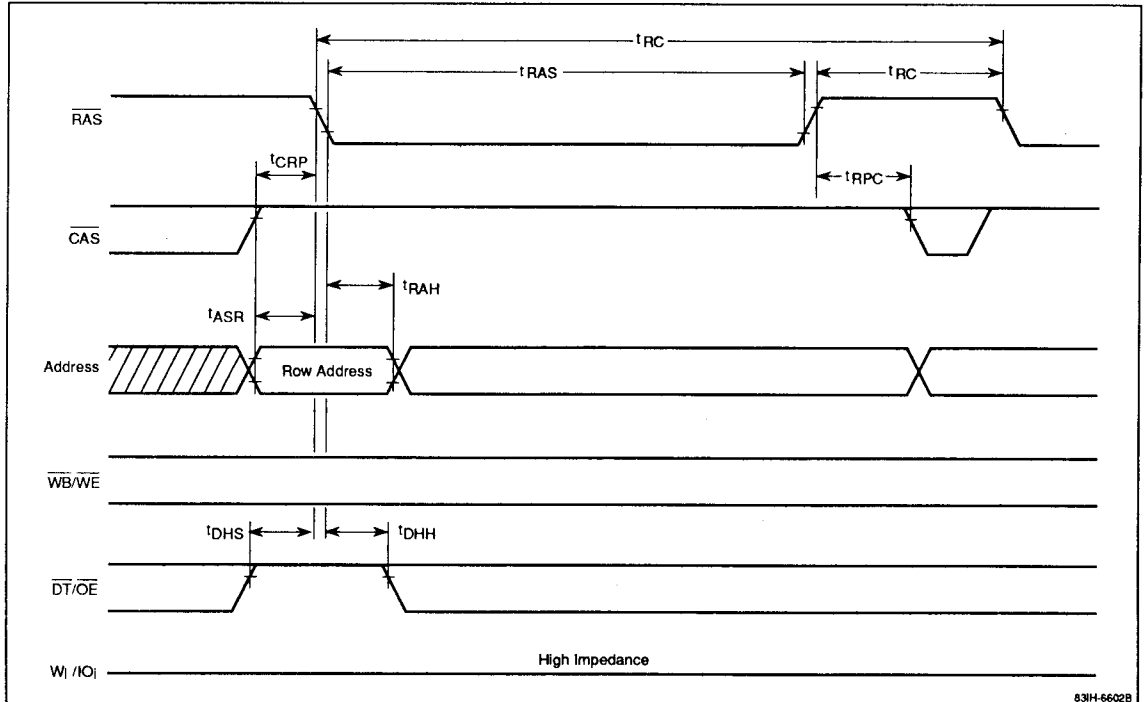 tRC
tRAS
tRC
RAS
tCRP
tRPC
CAS
tRAH
tASR
Address
Row Address
WB/WE
tDHS
tDHH
DT/OE
High Impedance
Wi /IOi
83IH-6602B